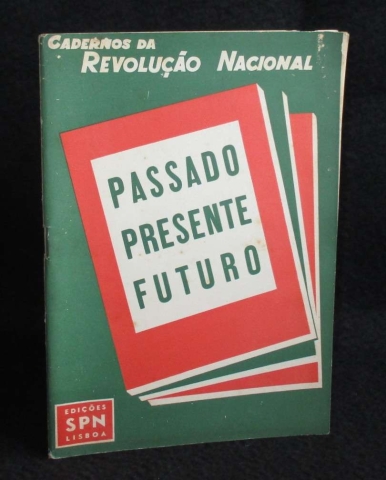 CADERNOS DA
REVOLUÇÃO NACIONAL
PASSADO
PRESENTE
FUTURO
EDIÇÕES
SPN
LISBOA